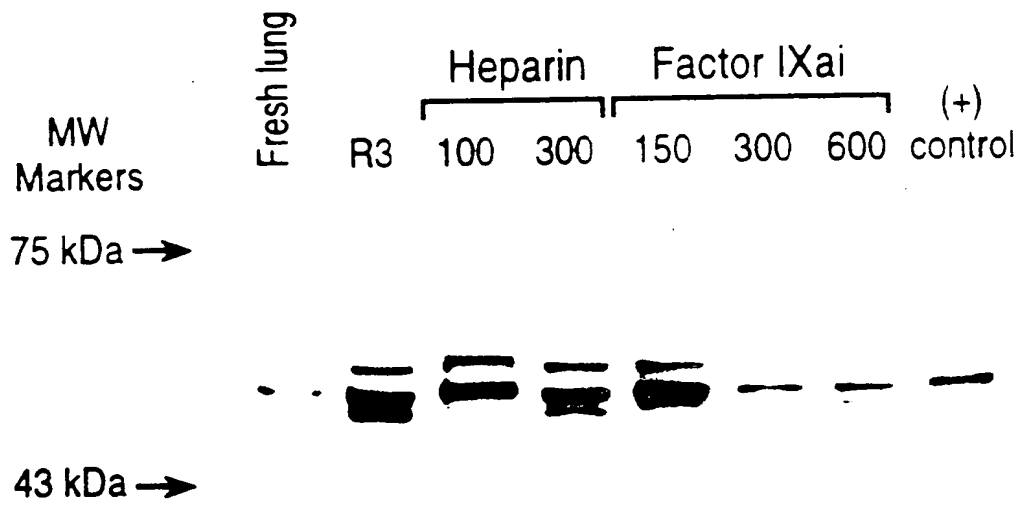 Fresh lung
Heparin
Factor IXai
MW
Markers
R3
100
300
150
300
600
(+)
control
75 kDa
43 kDa